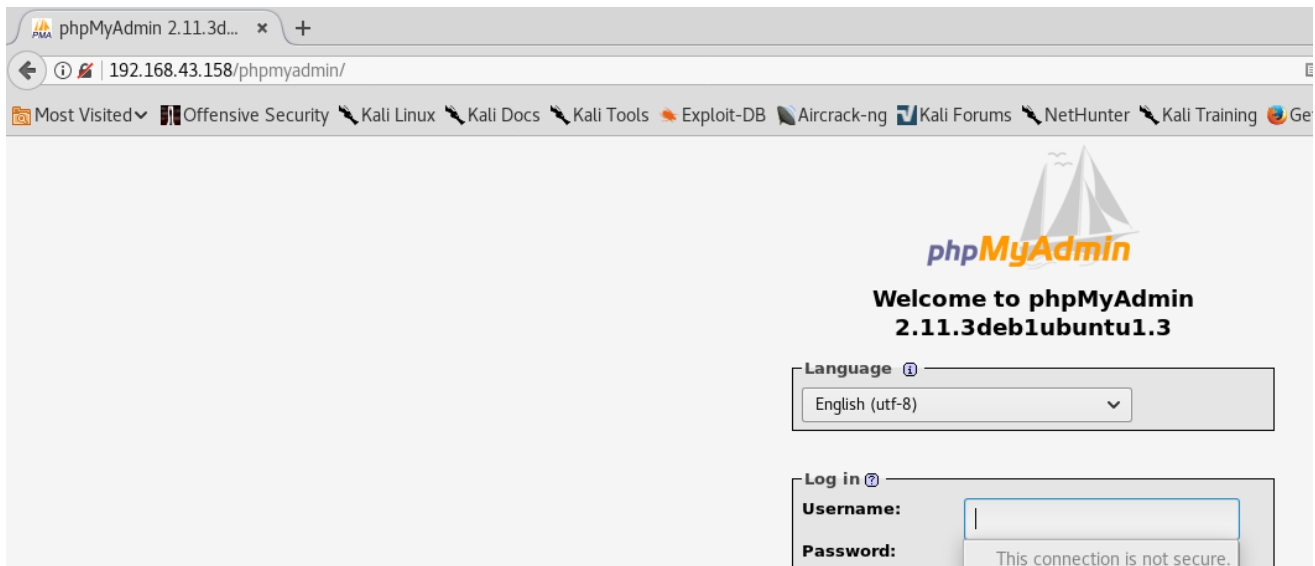 phpMyAdmin 2.11.3d...
192.168.43.158/phpmyadmin/
Most Visited Offensive Security Kali Linux Kali Docs Kali Tools Exploit-DB Aircrack-ng Kali Forums NetHunter Kali Training Ge
phpMyAdmin
Welcome to phpMyAdmin
2.11.3deb1ubuntu1.3
Language
English (utf-8)
Log in
Username:
Password:
This connection is not secure.